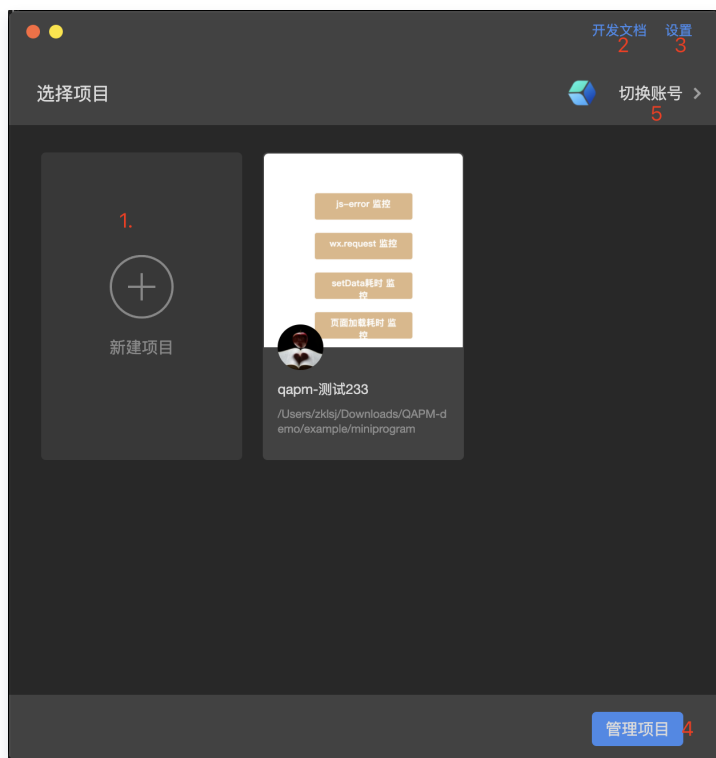 开发文档 设置
2 3
选择项目 切换账号
5
1.
新建项目
js-error 监控
wx.request 监控
setData耗时 监
控
页面加载耗时 监
控
qapm-测试233
/Users/zklsj/Downloads/QAPM-d
emo/example/miniprogram
管理项目 4